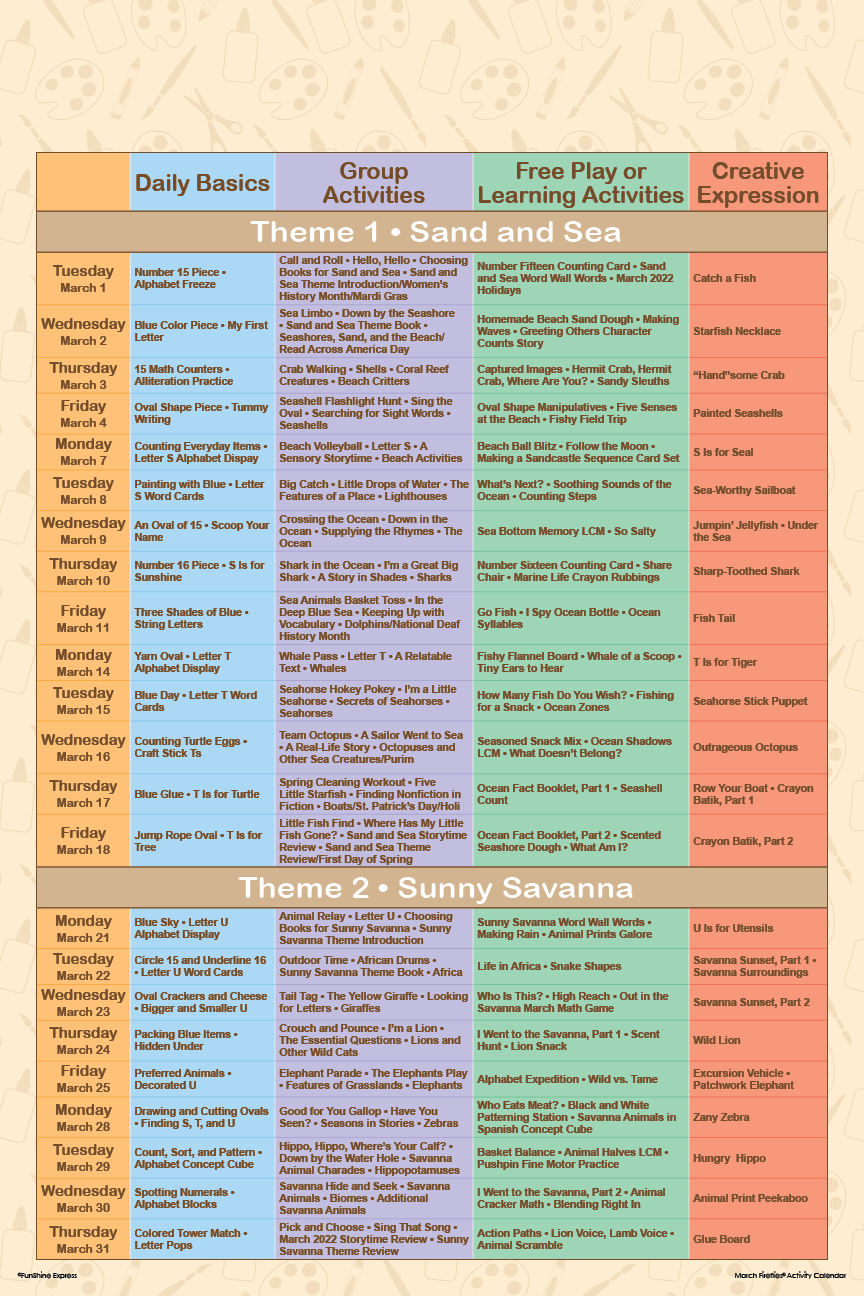 Daily Basics
Group
Activities
Free Play or
Learning Activities
Creative
Expression
Theme 1 • Sand and Sea
Tuesday
March 1
Number 15 Piece •
Alphabet Freeze
Call and Roll • Hello, Hello • Choosing
Books for Sand and Sea • Sand and
Sea Theme Introduction/Women's
History Month/Mardi Gras
Number Fifteen Counting Card • Sand
and Sea Word Wall Words • March 2022
Holidays
Catch a Fish
Wednesday
March 2
Blue Color Piece • My First
Letter
Sea Limbo • Down by the Seashore
• Sand and Sea Theme Book •
Seashores, Sand, and the Beach/
Read Across America Day
Homemade Beach Sand Dough • Making
Waves • Greeting Others Character
Counts Story
Starfish Necklace
Thursday
March 3
15 Math Counters •
Alliteration Practice
Crab Walking • Shells • Coral Reef
Creatures • Beach Critters
Captured Images • Hermit Crab, Hermit
Crab, Where Are You? • Sandy Sleuths
“Hand”some Crab
Friday
March 4
Oval Shape Piece • Tummy
Writing
Seashell Flashlight Hunt • Sing the
Oval • Searching for Sight Words •
Seashells
Oval Shape Manipulatives • Five Senses
at the Beach • Fishy Field Trip
Painted Seashells
Monday
March 7
Counting Everyday Items •
Letter S Alphabet Dispay
Beach Volleyball • Letter S • A
Sensory Storytime • Beach Activities
Beach Ball Blitz • Follow the Moon •
Making a Sandcastle Sequence Card Set
S Is for Seal
Tuesday
March 8
Painting with Blue • Letter
S Word Cards
Big Catch • Little Drops of Water • The
Features of a Place • Lighthouses
What's Next? • Soothing Sounds of the
Ocean • Counting Steps
Sea-Worthy Sailboat
Wednesday
March 9
An Oval of 15 • Scoop Your
Name
Crossing the Ocean • Down in the
Ocean • Supplying the Rhymes • The
Ocean
Sea Bottom Memory LCM • So Salty
Jumpin' Jellyfish • Under
the Sea
Thursday
March 10
Number 16 Piece • S Is for
Sunshine
Shark in the Ocean • I'm a Great Big
Shark • A Story in Shades • Sharks
Number Sixteen Counting Card • Share
Chair • Marine Life Crayon Rubbings
Sharp-Toothed Shark
Friday
March 11
Three Shades of Blue •
String Letters
Sea Animals Basket Toss • In the
Deep Blue Sea • Keeping Up with
Vocabulary • Dolphins/National Deaf
History Month
Go Fish • I Spy Ocean Bottle • Ocean
Syllables
Fish Tail
Monday
March 14
Yarn Oval • Letter T
Alphabet Display
Whale Pass • Letter T • A Relatable
Text • Whales
Fishy Flannel Board • Whale of a Scoop •
Tiny Ears to Hear
T Is for Tiger
Tuesday
March 15
Blue Day • Letter T Word
Cards
Seahorse Hokey Pokey • I'm a Little
Seahorse • Secrets of Seahorses •
Seahorses
How Many Fish Do You Wish? • Fishing
for a Snack • Ocean Zones
Seahorse Stick Puppet
Wednesday
March 16
Counting Turtle Eggs •
Craft Stick Ts
Team Octopus • A Sailor Went to Sea
• A Real-Life Story • Octopuses and
Other Sea Creatures/Purim
Seasoned Snack Mix • Ocean Shadows
LCM • What Doesn't Belong?
Outrageous Octopus
Thursday
March 17
Blue Glue • T Is for Turtle
Spring Cleaning Workout • Five
Little Starfish • Finding Nonfiction in
Fiction • Boats/St. Patrick's Day/Holi
Ocean Fact Booklet, Part 1 • Seashell
Count
Row Your Boat • Crayon
Batik, Part 1
Friday
March 18
Jump Rope Oval • T Is for
Tree
Little Fish Find • Where Has My Little
Fish Gone? • Sand and Sea Storytime
Review • Sand and Sea Theme
Review/First Day of Spring
Ocean Fact Booklet, Part 2 • Scented
Seashore Dough • What Am I?
Crayon Batik, Part 2
Theme 2 • Sunny Savanna
Monday
March 21
Blue Sky • Letter U
Alphabet Display
Animal Relay • Letter U • Choosing
Books for Sunny Savanna • Sunny
Savanna Theme Introduction
Sunny Savanna Word Wall Words •
Making Rain • Animal Prints Galore
U Is for Utensils
Tuesday
March 22
Circle 15 and Underline 16
• Letter U Word Cards
Outdoor Time • African Drums •
Sunny Savanna Theme Book • Africa
Life in Africa • Snake Shapes
Savanna Sunset, Part 1 •
Savanna Surroundings
Wednesday
March 23
Oval Crackers and Cheese
• Bigger and Smaller U
Tail Tag • The Yellow Giraffe • Looking
for Letters • Giraffes
Who Is This? • High Reach • Out in the
Savanna March Math Game
Savanna Sunset, Part 2
Thursday
March 24
Packing Blue Items •
Hidden Under
Crouch and Pounce • I'm a Lion •
The Essential Questions • Lions and
Other Wild Cats
I Went to the Savanna, Part 1 • Scent
Hunt • Lion Snack
Wild Lion
Friday
March 25
Preferred Animals •
Decorated U
Elephant Parade • The Elephants Play
• Features of Grasslands • Elephants
Alphabet Expedition • Wild vs. Tame
Excursion Vehicle •
Patchwork Elephant
Monday
March 28
Drawing and Cutting Ovals
• Finding S, T, and U
Good for You Gallop • Have You
Seen? • Seasons in Stories • Zebras
Who Eats Meat? • Black and White
Patterning Station • Savanna Animals in
Spanish Concept Cube
Zany Zebra
Tuesday
March 29
Count, Sort, and Pattern •
Alphabet Concept Cube
Hippo, Hippo, Where's Your Calf? •
Down by the Water Hole • Savanna
Animal Charades • Hippopotamuses
Basket Balance • Animal Halves LCM •
Pushpin Fine Motor Practice
Hungry Hippo
Wednesday
March 30
Spotting Numerals •
Alphabet Blocks
Savanna Hide and Seek • Savanna
Animals • Biomes • Additional
Savanna Animals
I Went to the Savanna, Part 2 • Animal
Cracker Math • Blending Right In
Animal Print Peekaboo
Thursday
March 31
Colored Tower Match •
Letter Pops
Pick and Choose • Sing That Song •
March 2022 Storytime Review • Sunny
Savanna Theme Review
Action Paths • Lion Voice, Lamb Voice •
Animal Scramble
Glue Board
©FunShine Express
March Fireflies® Activity Calendar